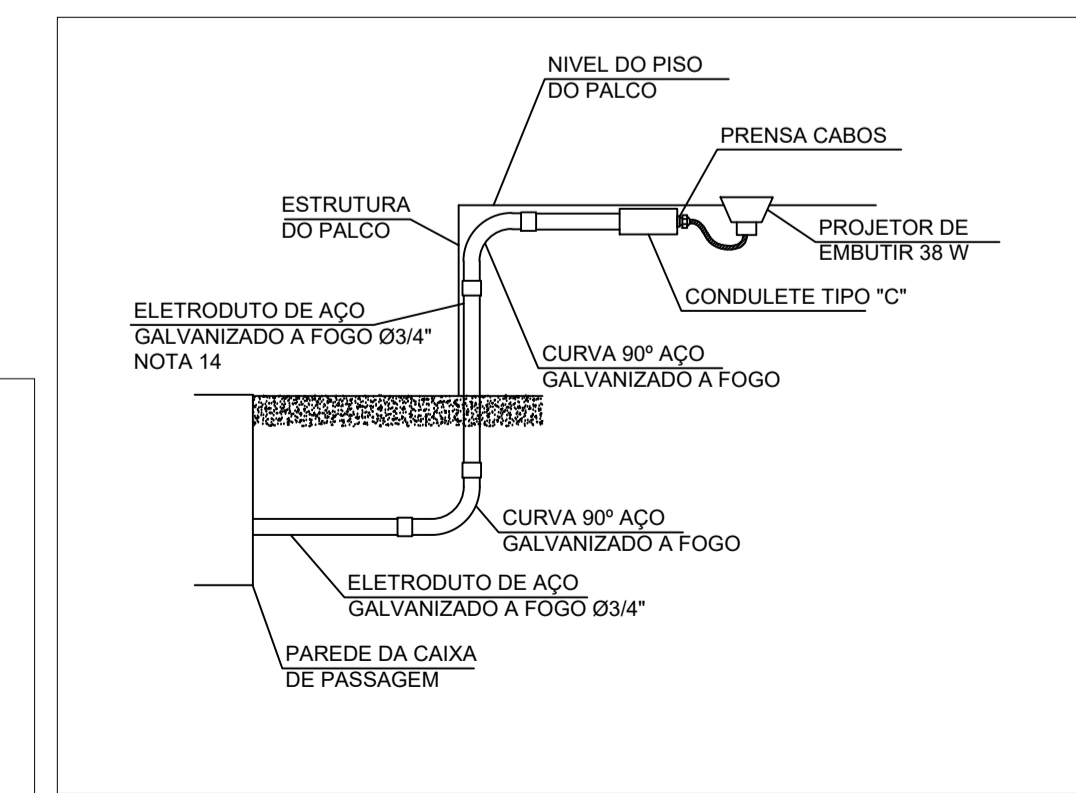 NIVEL DO PISO
DO PALCO
PRENSA CABOS
ESTRUTURA
DO PALCO
PROJETOR DE
EMBUTIR 38 W
CONDULETE TIPO "C"
ELETRODUTO DE AÇO
GALVANIZADO A FOGO Ø3/4"
NOTA 14
CURVA 90º AÇO
GALVANIZADO A FOGO
CURVA 90º AÇO
GALVANIZADO A FOGO
ELETRODUTO DE AÇO
GALVANIZADO A FOGO Ø3/4"
PAREDE DA CAIXA
DE PASSAGEM